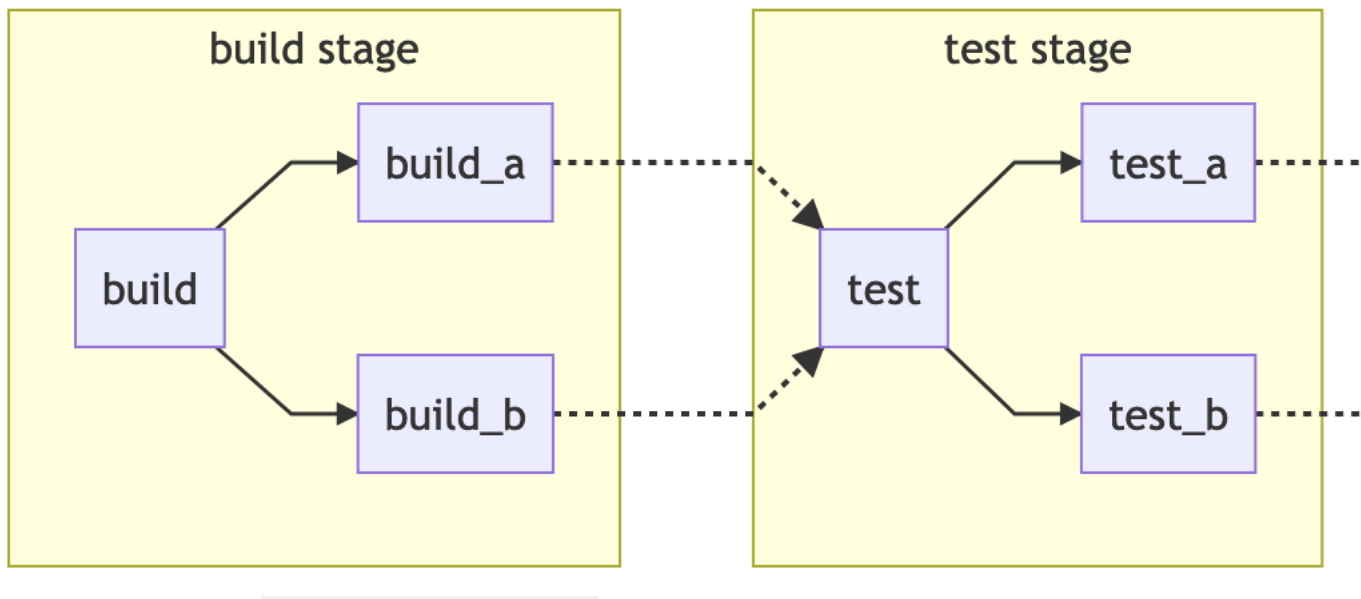 build stage
build_a
build
build_b
test stage
test_a
test
test_b